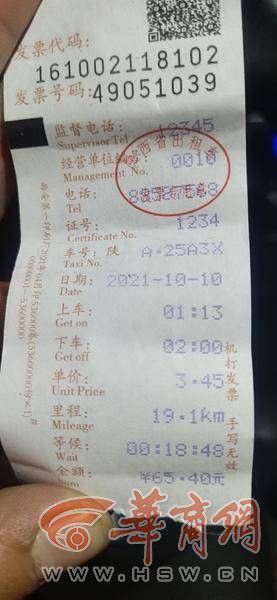 发票代码:
161002118102
发票号码:49051039
监督电话: 12345
Supervisor Tel
经营单位编号: 0010
Management No.
电话:
Tel
证号: 1234
Certificate No.
车号: 陕 A·25A3X
Taxi No.
日期: 2021-10-10
Date
上车: 01:13
Get on
下车: 02:00
Get off
单价: 3.45
Unit Price
里程: 19.1km
Mileage
等候: 00:18:48
Wait
金额: ¥65.40元
Sum
机打发票 手写无效
华商网
WWW.HSW.CN